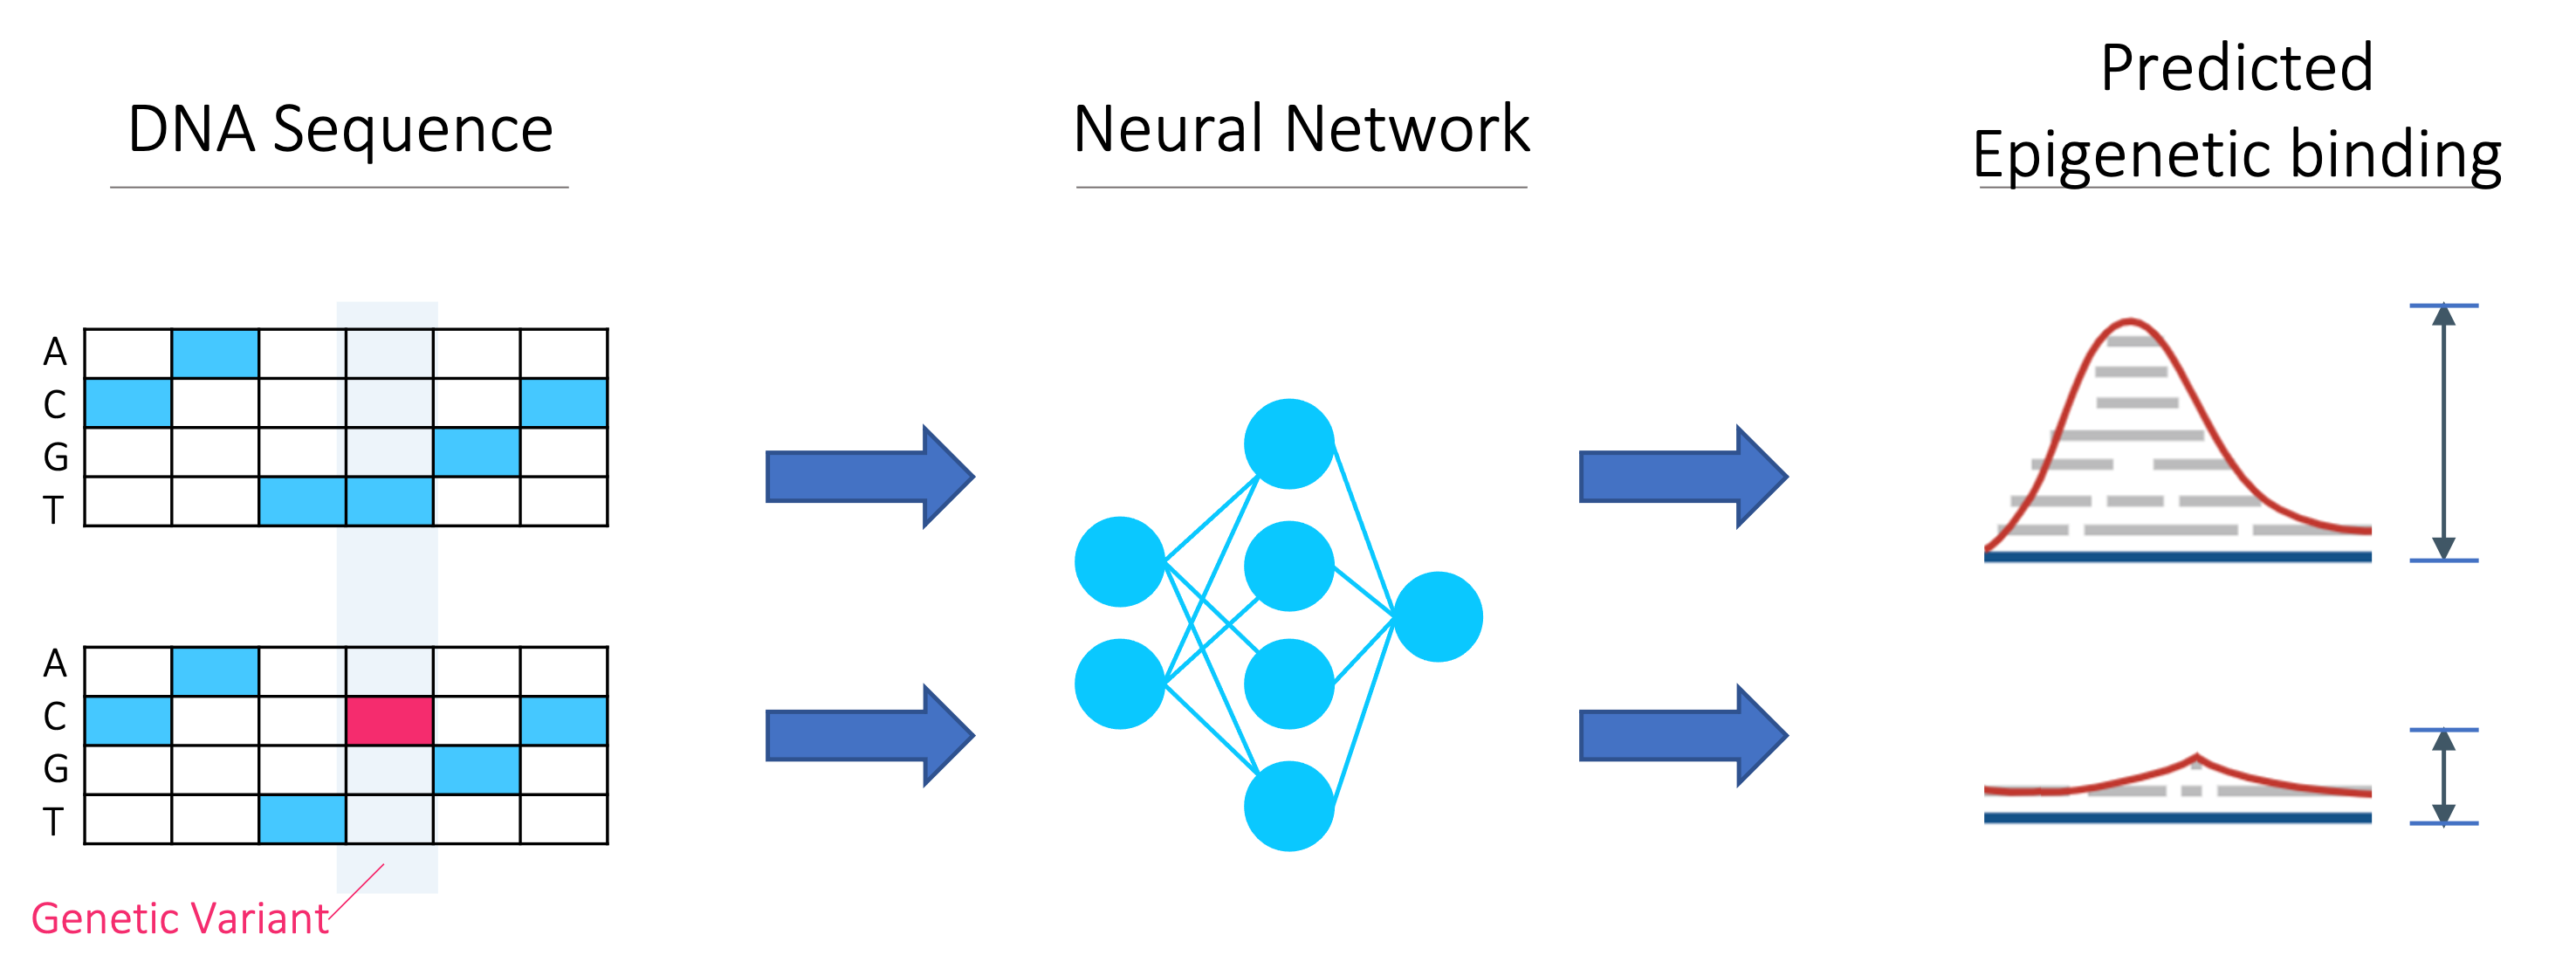 DNA Sequence
Neural Network
Predicted
Epigenetic binding
A
C
G
T
A
C
G
T
Genetic Variant